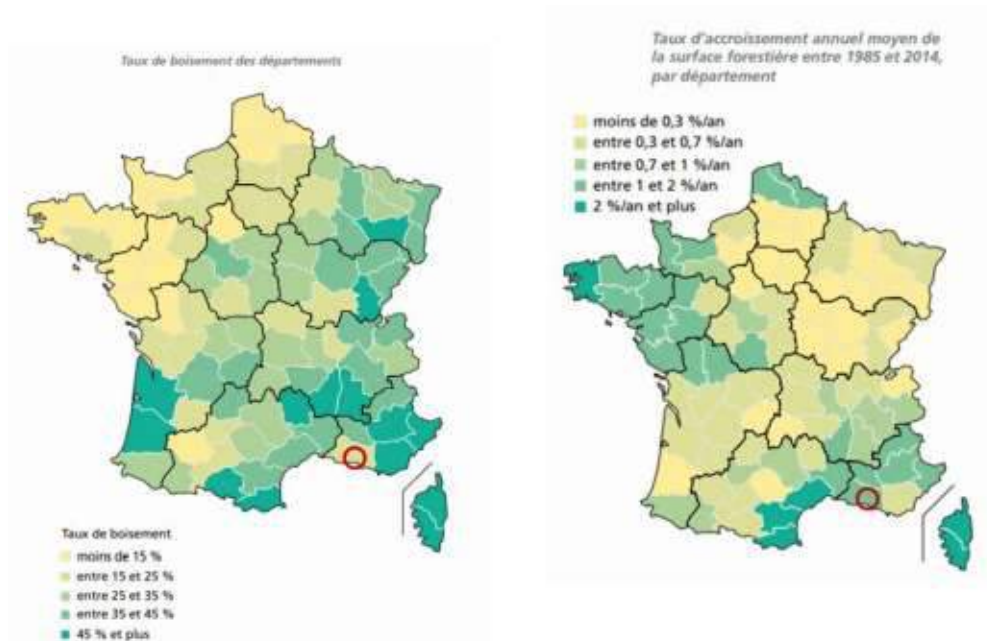 Taux de boisement des départements
Taux de boisement
moins de 15 %
entre 15 et 25 %
entre 25 et 35 %
entre 35 et 45 %
45 % et plus
Taux d'accroissement annuel moyen de
la surface forestière entre 1985 et 2014,
par département
moins de 0,3 %/an
entre 0,3 et 0,7 %/an
entre 0,7 et 1 %/an
entre 1 et 2 %/an
2 %/an et plus